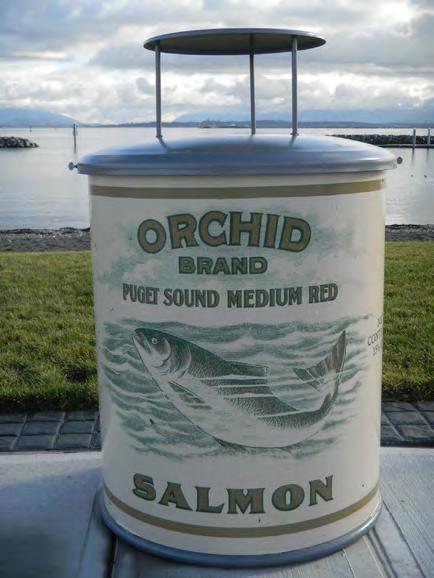 ORCHID
BRAND
PUGET SOUND MEDIUM RED
SALMON